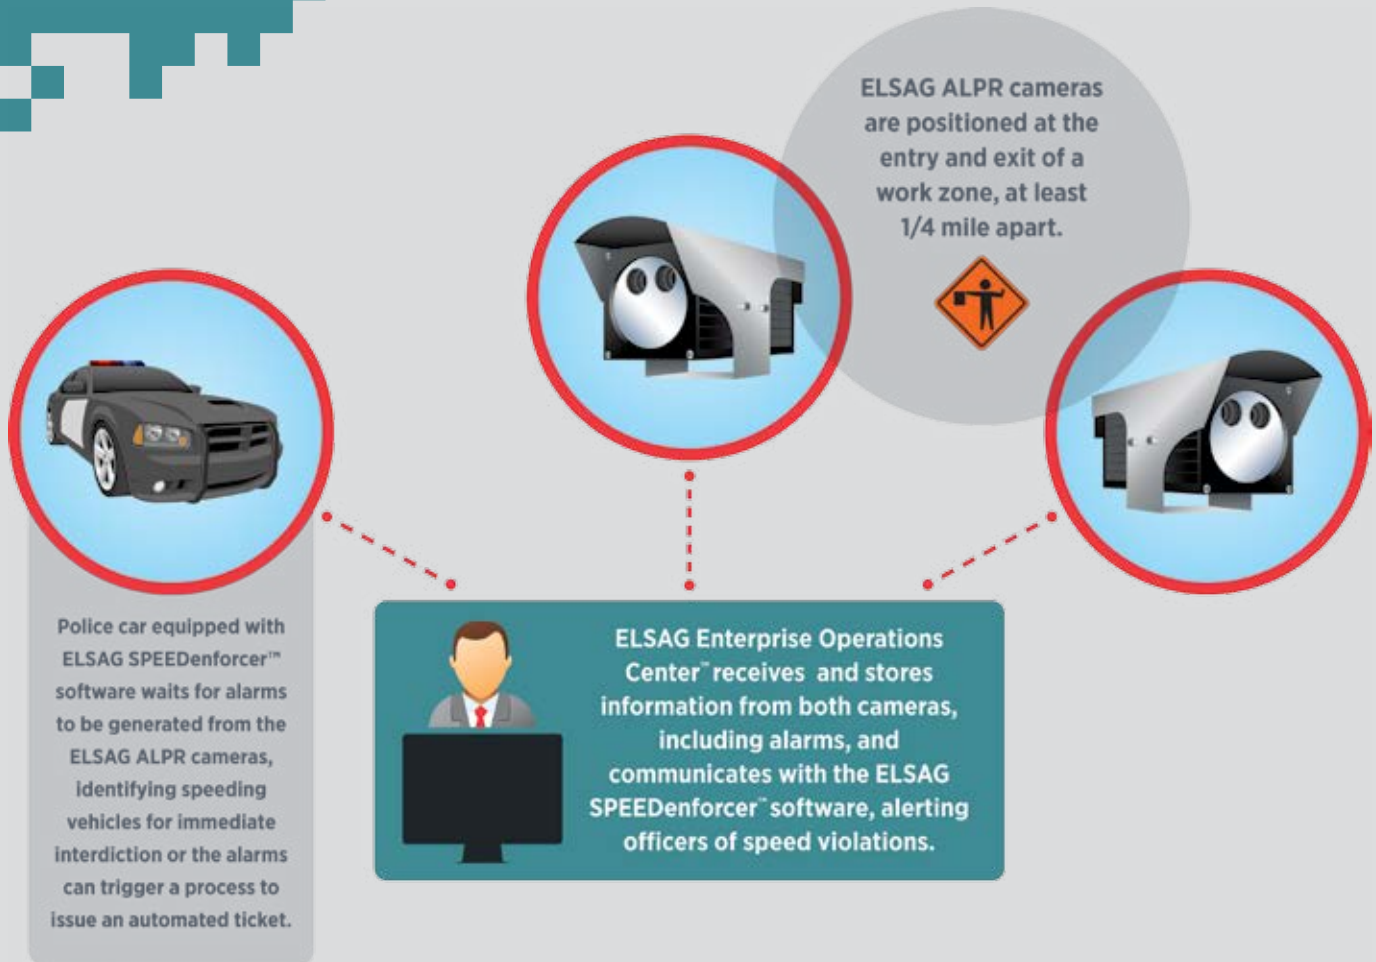 ELSAG ALPR cameras
are positioned at the
entry and exit of a
work zone, at least
1/4 mile apart.
Police car equipped with
ELSAG SPEEDenforcer™
software waits for alarms
to be generated from the
ELSAG ALPR cameras,
identifying speeding
vehicles for immediate
interdiction or the alarms
can trigger a process to
issue an automated ticket.
ELSAG Enterprise Operations
Center™ receives and stores
information from both cameras,
including alarms, and
communicates with the ELSAG
SPEEDenforcer™ software, alerting
officers of speed violations.